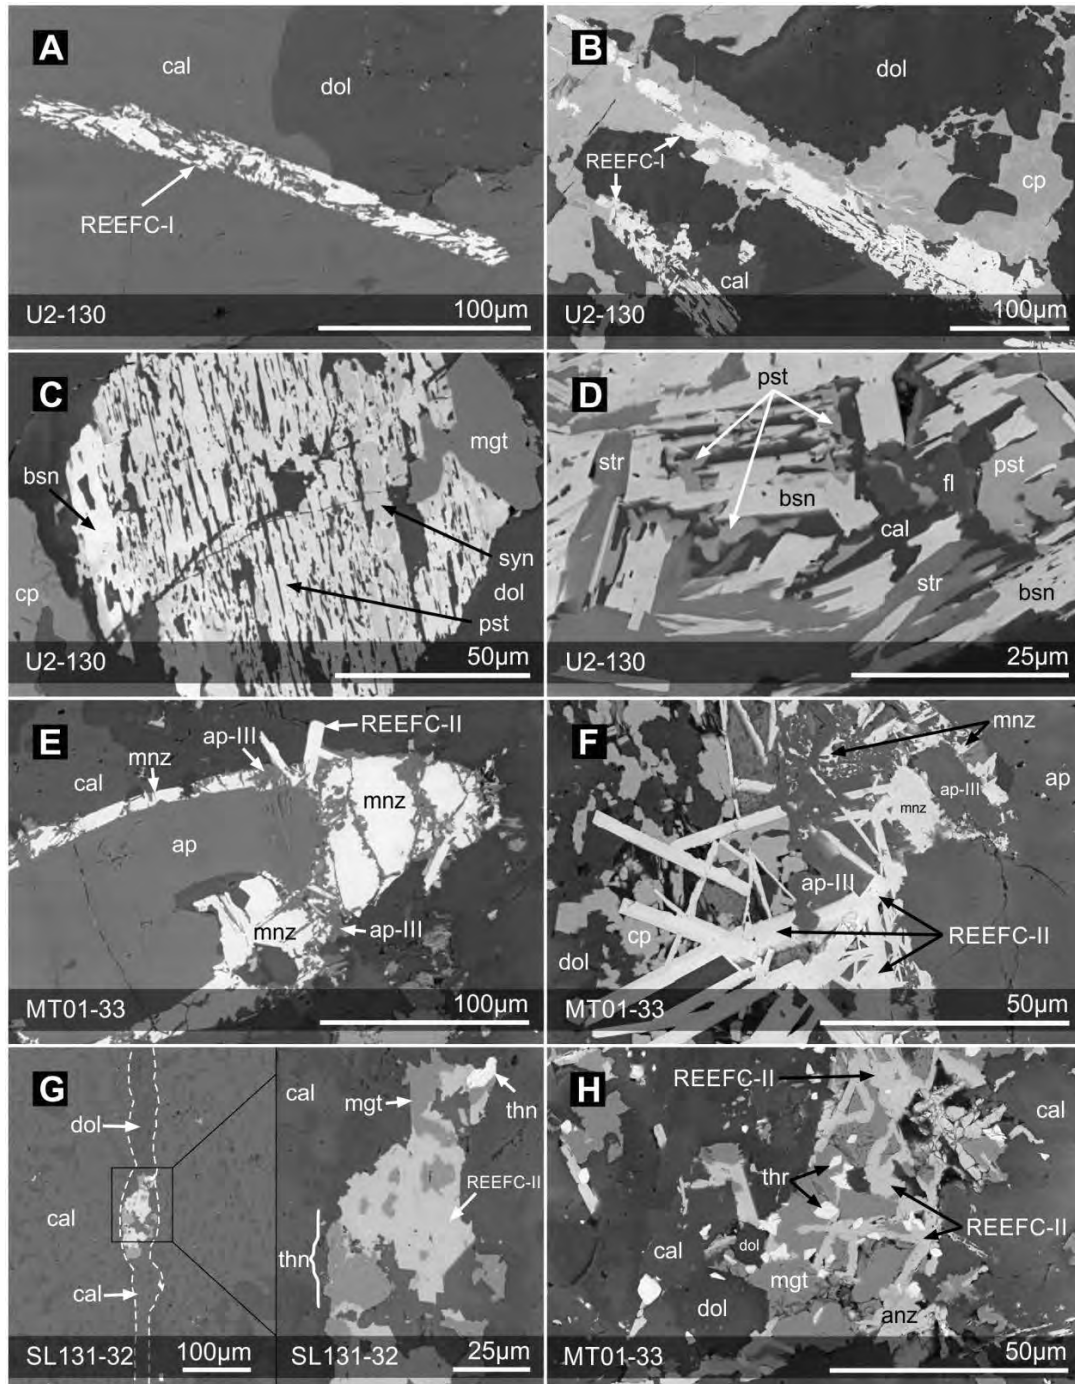 A
cal
dol
REEFC-I
U2-130
100µm
B
dol
REEFC-I
cp
cal
cal
U2-130
100µm
C
bsn
mgt
syn
cp
dol
pst
U2-130
50µm
D
pst
str
pst
fl
bsn
cal
str
bsn
U2-130
25µm
E
REEFC-II
ap-III
mnz
cal
mnz
ap
mnz
ap-III
MT01-33
100µm
F
mnz
ap
ap-III
mnz
ap-III
cp
REEFC-II
dol
MT01-33
50µm
G
dol
cal
cal
SL131-32
100µm
cal
mgt
thn
REEFC-II
thn
SL131-32
25µm
H
REEFC-II
cal
thr
REEFC-II
cal
dol
mgt
dol
anz
MT01-33
50µm